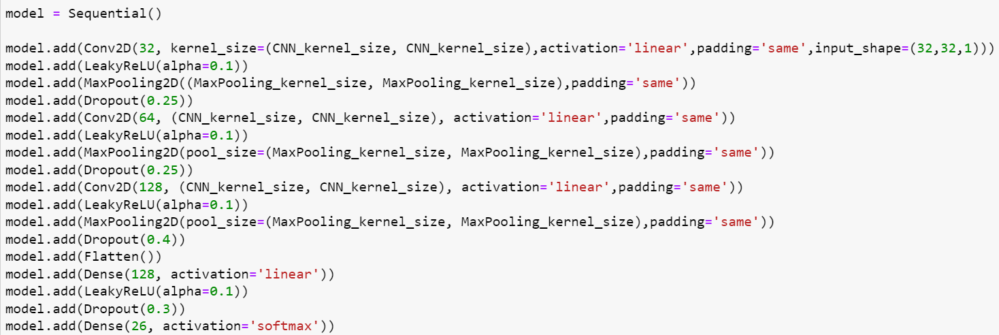 model = Sequential()
model.add(Conv2D(32, kernel_size=(CNN_kernel_size, CNN_kernel_size),activation='linear',padding='same',input_shape=(32,32,1)))
model.add(LeakyReLU(alpha=0.1))
model.add(MaxPooling2D((MaxPooling_kernel_size, MaxPooling_kernel_size),padding='same'))
model.add(Dropout(0.25))
model.add(Conv2D(64, (CNN_kernel_size, CNN_kernel_size), activation='linear',padding='same'))
model.add(LeakyReLU(alpha=0.1))
model.add(MaxPooling2D(pool_size=(MaxPooling_kernel_size, MaxPooling_kernel_size),padding='same'))
model.add(Dropout(0.25))
model.add(Conv2D(128, (CNN_kernel_size, CNN_kernel_size), activation='linear',padding='same'))
model.add(LeakyReLU(alpha=0.1))
model.add(MaxPooling2D(pool_size=(MaxPooling_kernel_size, MaxPooling_kernel_size),padding='same'))
model.add(Dropout(0.4))
model.add(Flatten())
model.add(Dense(128, activation='linear'))
model.add(LeakyReLU(alpha=0.1))
model.add(Dropout(0.3))
model.add(Dense(26, activation='softmax'))